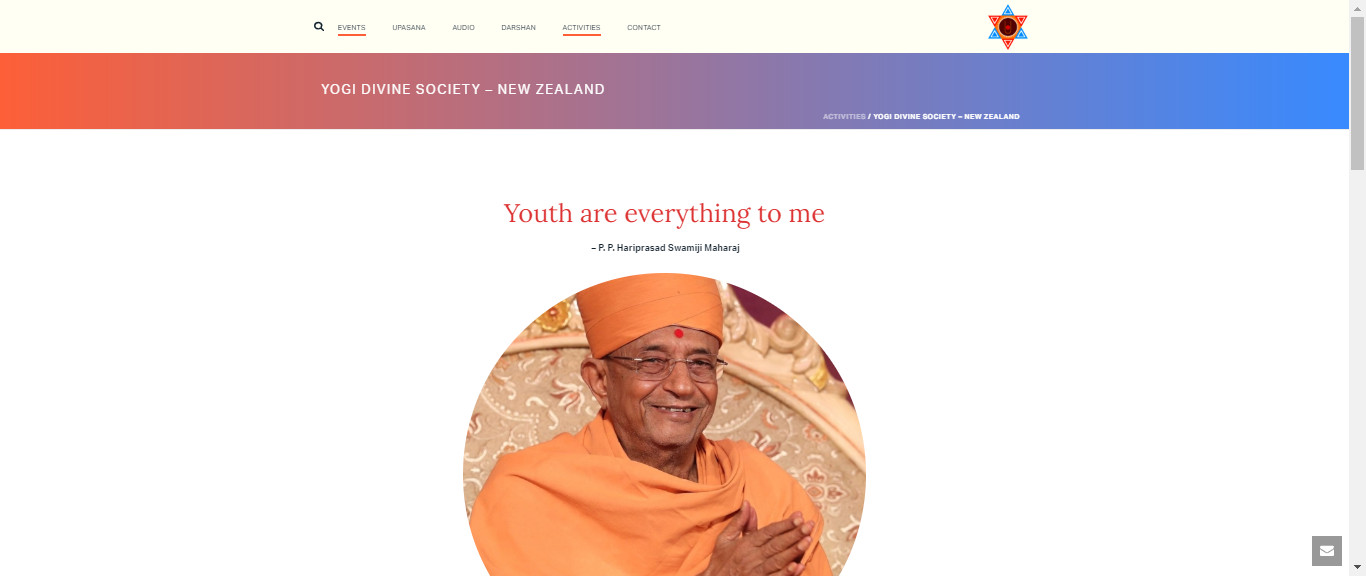 EVENTS UPASANA AUDIO DARSHAN ACTIVITIES CONTACT
YOGI DIVINE SOCIETY – NEW ZEALAND
ACTIVITIES / YOGI DIVINE SOCIETY – NEW ZEALAND
Youth are everything to me
– P. P. Hariprasad Swamiji Maharaj